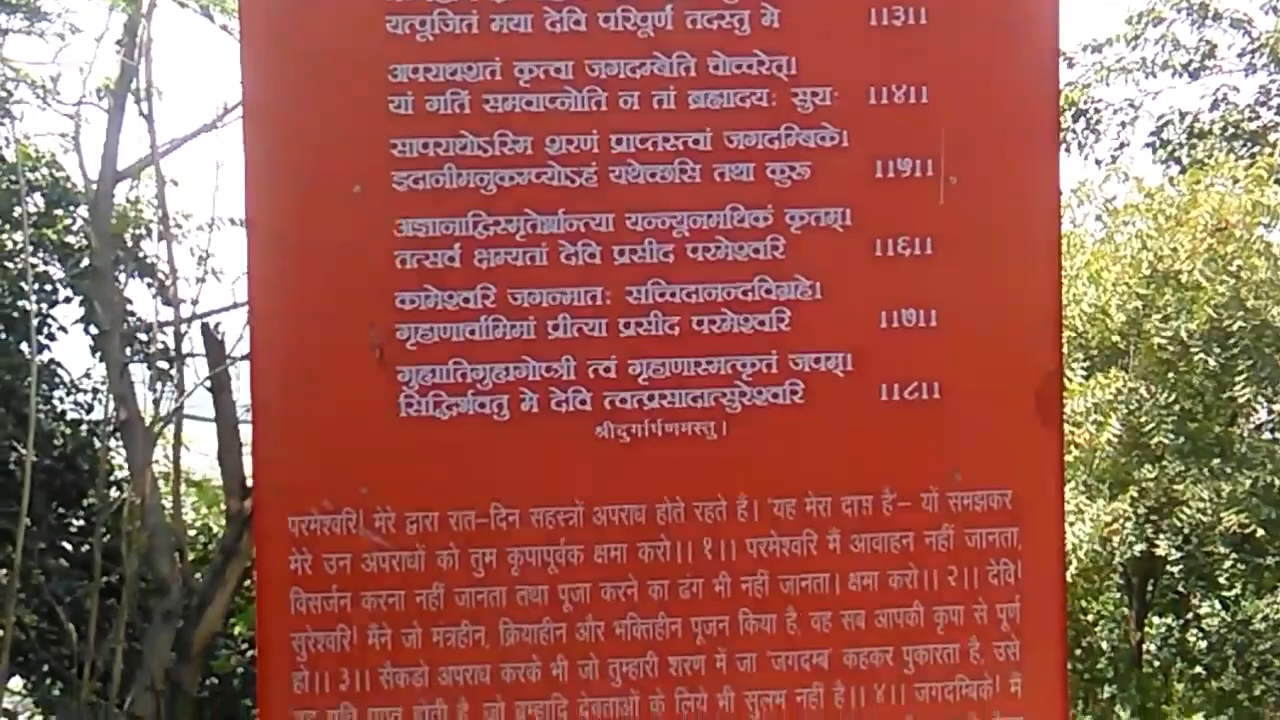 यत्पूजितं मया देवि परिपूर्ण तदस्तु मे ।।३।।
अपराधशतं कृत्वा जगदम्बेति चोच्चरेत्।
यां गतिं समवाप्नोति न तां ब्रह्मादयः सुराः ।।४।।
सापराधोऽस्मि शरणं प्राप्तस्त्वां जगदम्बिके।
इदानीमनुकम्प्योऽहं यथेच्छसि तथा कुरू ।।५।।
अज्ञानाद्विस्मृतेर्भ्रान्त्या यन्न्यूनमधिकं कृतम्।
तत्सर्व क्षम्यतां देवि प्रसीद परमेश्वरि ।।६।।
कामेश्वरि जगन्मातः सच्चिदानन्दविग्रहे।
गृहाणार्चामिमां प्रीत्या प्रसीद परमेश्वरि ।।७।।
गुह्यातिगुह्यगोप्त्री त्वं गृहाणास्मत्कृतं जपम्।
सिद्धिर्भवतु मे देवि त्वत्प्रसादात्सुरेश्वरि ।।८।।
श्रीदुर्गार्पणमस्तु।
परमेश्वरि! मेरे द्वारा रात-दिन सहस्त्रों अपराध होते रहते हैं। 'यह मेरा दास है'- यों समझकर
मेरे उन अपराधों को तुम कृपापूर्वक क्षमा करो।। १।। परमेश्वरि मैं आवाहन नहीं जानता,
विसर्जन करना नहीं जानता तथा पूजा करने का ढंग भी नहीं जानता। क्षमा करो।। २।। देवि!
सुरेश्वरि! मैंने जो मंत्रहीन, क्रियाहीन और भक्तिहीन पूजन किया है, वह सब आपकी कृपा से पूर्ण
हो।। ३।। सैकडो अपराध करके भी जो तुम्हारी शरण में जा 'जगदम्ब' कहकर पुकारता है, उसे
वह गति प्राप्त होती है, जो ब्रम्हादि देबताओं के लिये भी सुलभ नहीं है।। ४।। जगदम्बिके! मैं